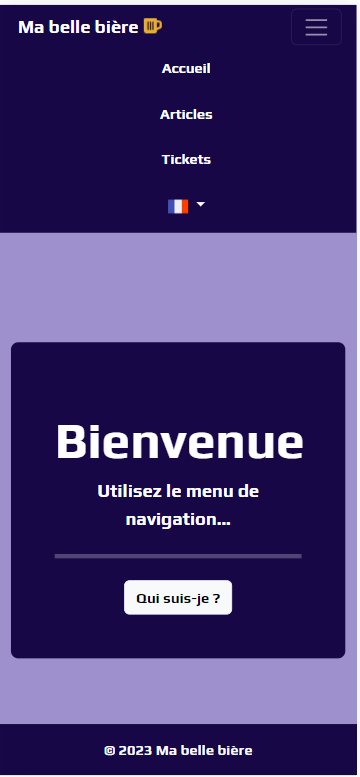 Ma belle bière
Accueil
Articles
Tickets
Bienvenue
Utilisez le menu de
navigation...
Qui suis-je ?
© 2023 Ma belle bière